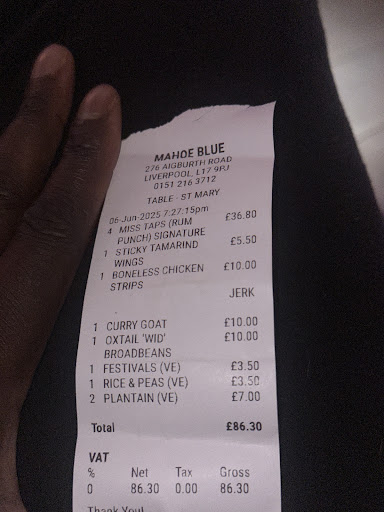 MAHOE BLUE
276 AIGBURTH ROAD
LIVERPOOL, L17 9PJ
0151 216 3712
TABLE - ST MARY
06-Jun-2025 7:27:15pm
4 MISS TAPS (RUM £36.80
PUNCH) SIGNATURE
1 STICKY TAMARIND £5.50
WINGS
1 BONELESS CHICKEN £10.00
STRIPS
JERK
1 CURRY GOAT £10.00
1 OXTAIL 'WID' £10.00
BROADBEANS
1 FESTIVALS (VE) £3.50
1 RICE & PEAS (VE) £3.50
2 PLANTAIN (VE) £7.00
Total £86.30
VAT
% Net Tax Gross
0 86.30 0.00 86.30
Thank You!